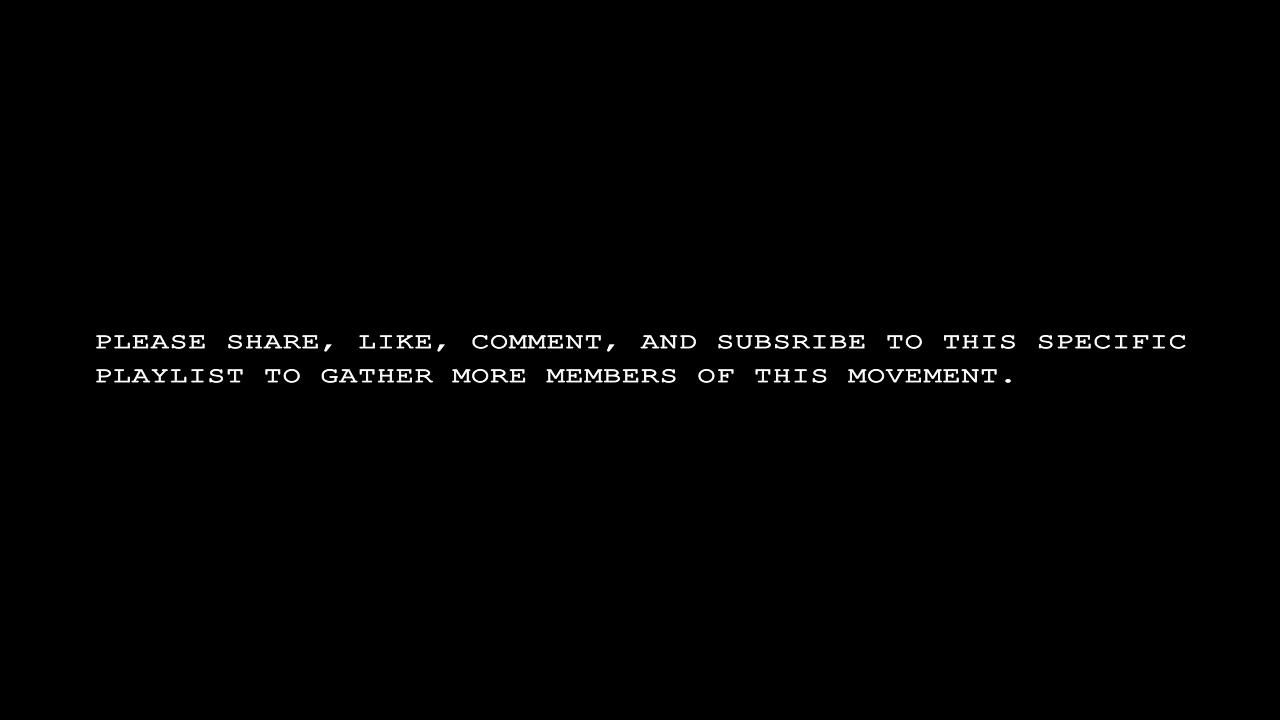 PLEASE SHARE, LIKE, COMMENT, AND SUBSRIBE TO THIS SPECIFIC
PLAYLIST TO GATHER MORE MEMBERS OF THIS MOVEMENT.